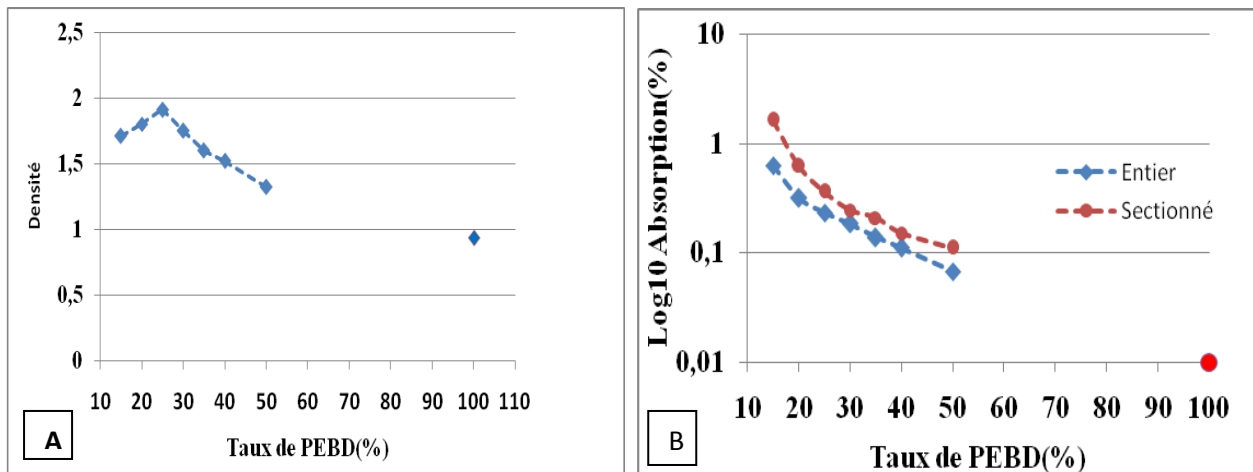 2,5
2
1,5
1
0,5
0
Densité
10 20 30 40 50 60 70 80 90 100 110
Taux de PEBD(%)
A
10
1
0,1
0,01
Log10 Absorption(%)
Entier
Sectionné
10 20 30 40 50 60 70 80 90 100
Taux de PEBD(%)
B